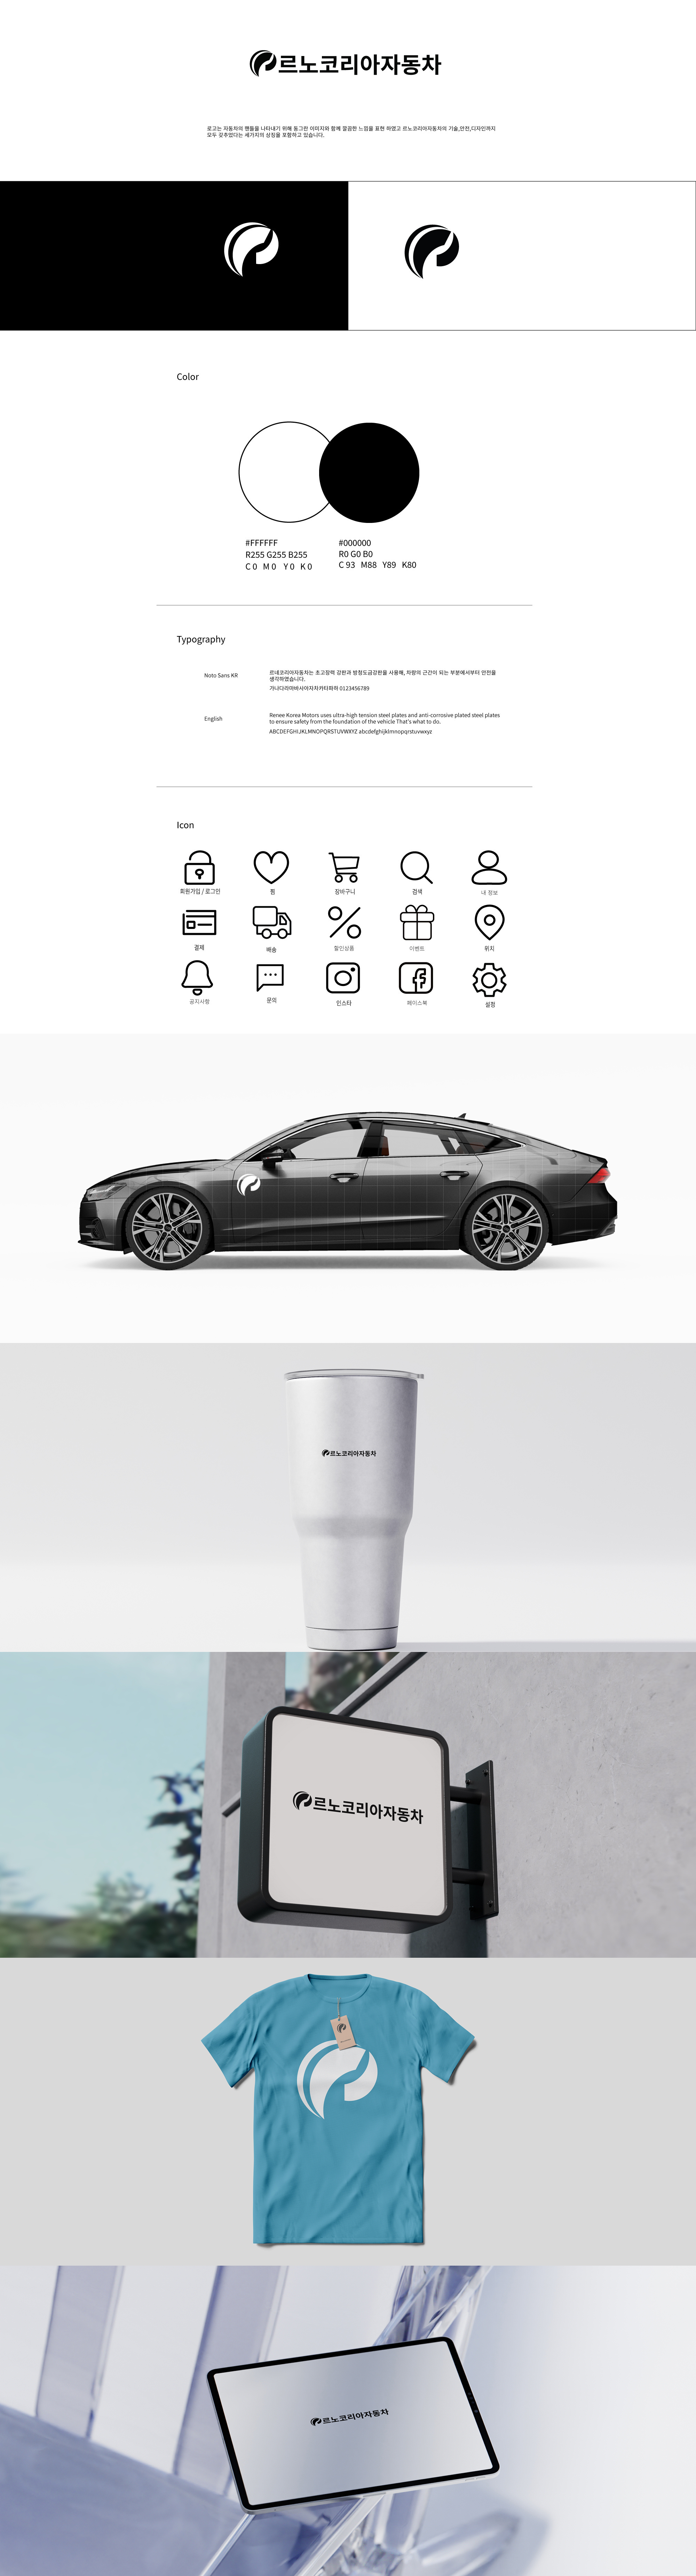 르노코리아자동차
로고는 자동차의 핸들을 나타내기 위해 동그란 이미지와 함께 깔끔한 느낌을 표현 하였고 르노코리아자동차의 기술,안전,디자인까지
모두 갖추었다는 세가지의 상징을 포함하고 있습니다.
Color
#FFFFFF
R255 G255 B255
C 0 M 0 Y 0 K 0
#000000
R0 G0 B0
C 93 M88 Y89 K80
Typography
Noto Sans KR
르네코리아자동차는 초고장력 강판과 방청도금강판을 사용해, 차량의 근간이 되는 부분에서부터 안전을
생각하였습니다.
가나다라마바사아자차카타파하 0123456789
English
Renee Korea Motors uses ultra-high tension steel plates and anti-corrosive plated steel plates
to ensure safety from the foundation of the vehicle That's what to do.
ABCDEFGHIJKLMNOPQRSTUVWXYZ abcdefghijklmnopqrstuvwxyz
Icon
회원가입 / 로그인
찜
장바구니
검색
내 정보
결제
배송
할인상품
이벤트
위치
공지사항
문의
인스타
페이스북
설정
르노코리아자동차
르노코리아자동차
르노코리아자동차